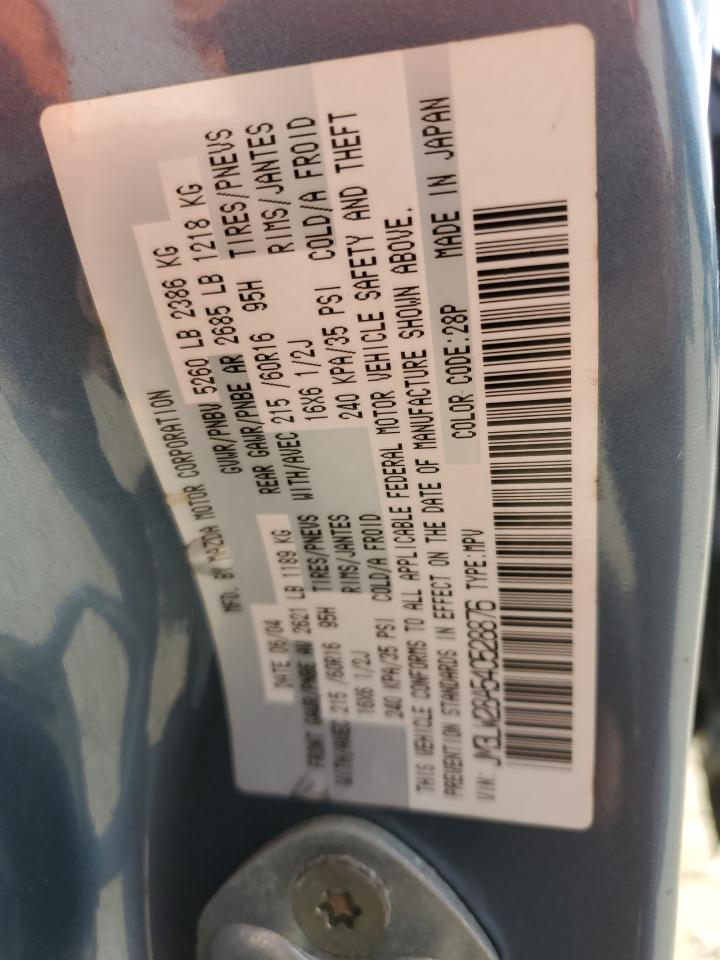 MFD. BY MAZDA MOTOR CORPORATION
DATE 06/04 GVWR/PNBV 5260 LB 2386 KG
FRONT GAWR/PNBE AV 2621 LB 1189 KG REAR GAWR/PNBE AR 2685 LB 1218 KG
WITH/AVEC 215 /60R16 95H TIRES/PNEUS WITH/AVEC 215 /60R16 95H TIRES/PNEUS
16X6 1/2J RIMS/JANTES 16X6 1/2J RIMS/JANTES
240 KPA/35 PSI COLD/A FROID 240 KPA/35 PSI COLD/A FROID
THIS VEHICLE CONFORMS TO ALL APPLICABLE FEDERAL MOTOR VEHICLE SAFETY AND THEFT
PREVENTION STANDARDS IN EFFECT ON THE DATE OF MANUFACTURE SHOWN ABOVE.
VIN: JM3LW28A540528876 TYPE:MPV COLOR CODE:28P MADE IN JAPAN